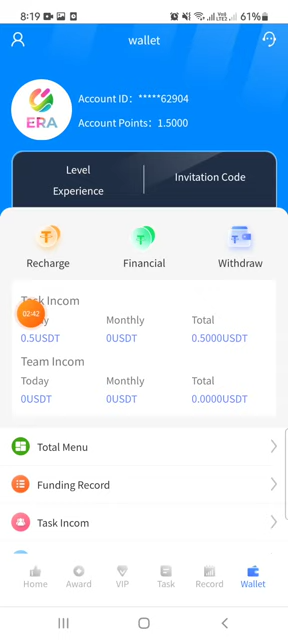 8:19
61%
wallet
ERA
Account ID: *****62904
Account Points: 1.5000
Level
Experience
Invitation Code
Recharge
Financial
Withdraw
Task Incom
Monthly
Total
02:42
0.5USDT
0USDT
0.5000USDT
Team Incom
Today
Monthly
Total
0USDT
0USDT
0.0000USDT
Total Menu
Funding Record
Task Incom
Home
Award
VIP
Task
Record
Wallet